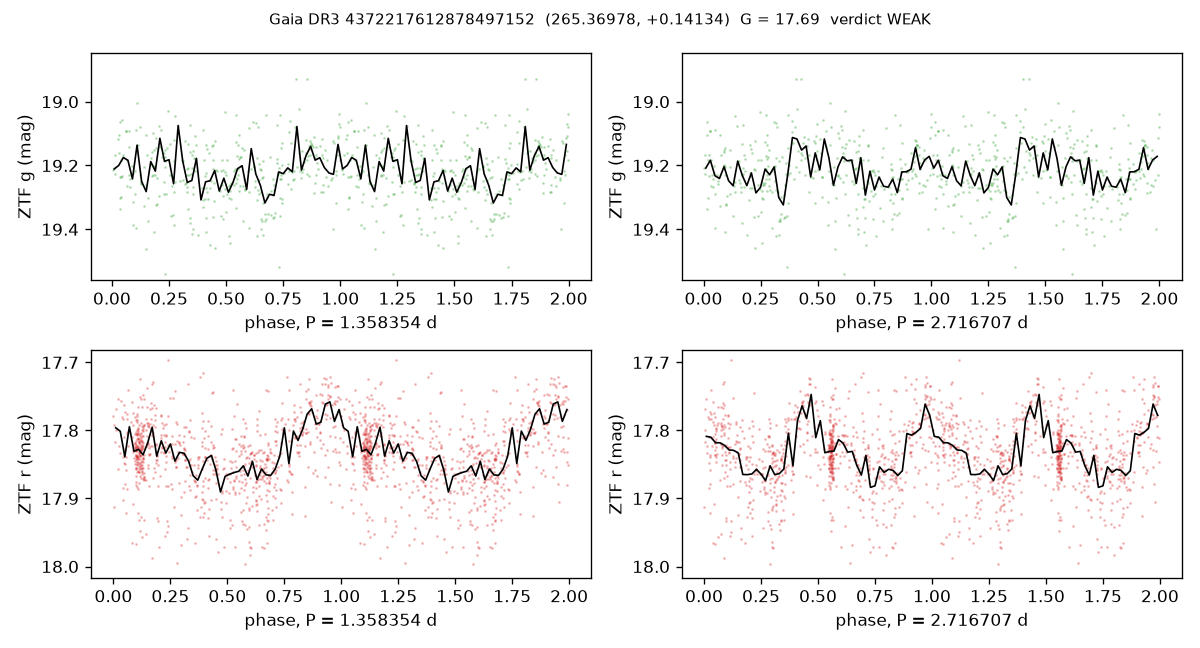 Gaia DR3 4372217612878497152 (265.36978, +0.14134) G = 17.69 verdict WEAK
ZTF g (mag)
19.0
19.2
19.4
0.00 0.25 0.50 0.75 1.00 1.25 1.50 1.75 2.00
phase, P = 1.358354 d
ZTF g (mag)
19.0
19.2
19.4
0.00 0.25 0.50 0.75 1.00 1.25 1.50 1.75 2.00
phase, P = 2.716707 d
ZTF r (mag)
17.7
17.8
17.9
18.0
0.00 0.25 0.50 0.75 1.00 1.25 1.50 1.75 2.00
phase, P = 1.358354 d
ZTF r (mag)
17.7
17.8
17.9
18.0
0.00 0.25 0.50 0.75 1.00 1.25 1.50 1.75 2.00
phase, P = 2.716707 d